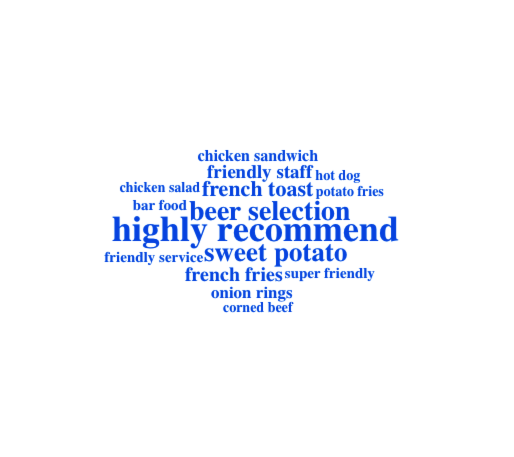 chicken sandwich
friendly staff hot dog
chicken salad french toast potato fries
bar food beer selection
highly recommend
friendly service sweet potato
french fries super friendly
onion rings
corned beef